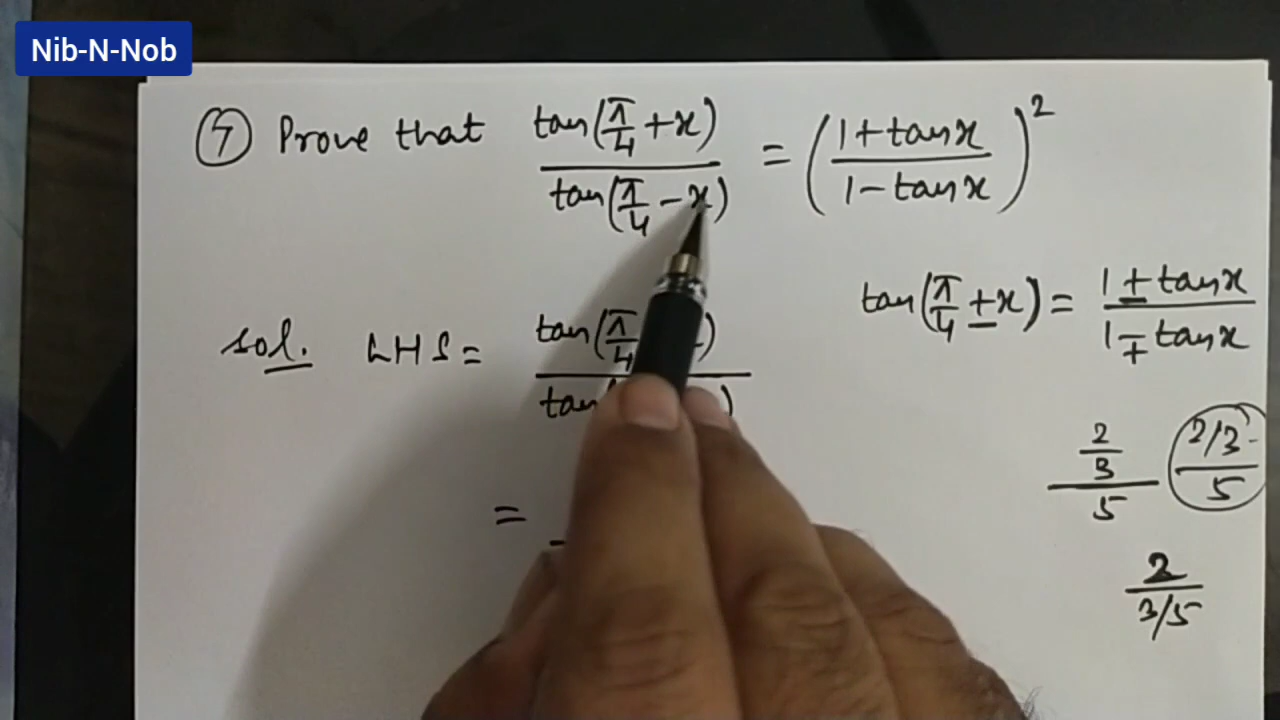 Nib-N-Nob
(7) Prove that tan(π/4 + x) / tan(π/4 - x) = ((1 + tan x) / (1 - tan x))²
tan(π/4 ± x) = (1 ± tan x) / (1 ∓ tan x)
Sol. LHS = tan(π/4 ) / tan( )
2/3 / 5 2/3 / 5
=
2 / 3/5